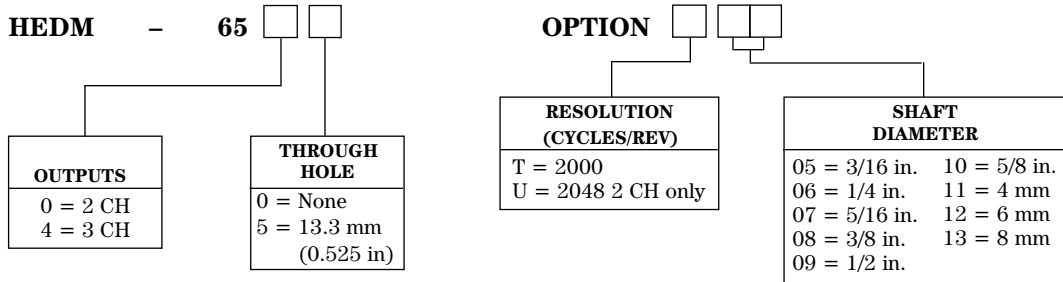 HEDM – 65
OPTION
OUTPUTS
0 = 2 CH
4 = 3 CH
THROUGH
HOLE
0 = None
5 = 13.3 mm
(0.525 in)
RESOLUTION
(CYCLES/REV)
T = 2000
U = 2048 2 CH only
SHAFT
DIAMETER
05 = 3/16 in. 10 = 5/8 in.
06 = 1/4 in. 11 = 4 mm
07 = 5/16 in. 12 = 6 mm
08 = 3/8 in. 13 = 8 mm
09 = 1/2 in.